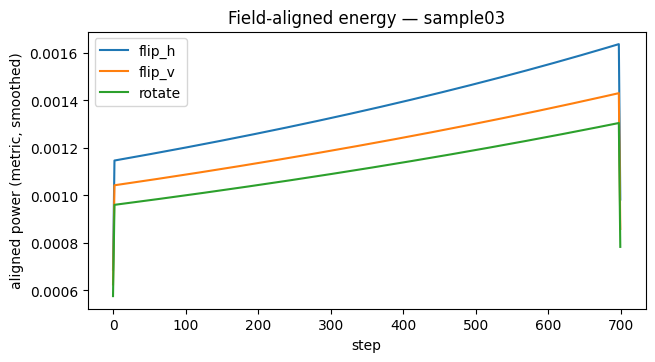 Field-aligned energy — sample03
aligned power (metric, smoothed)
0.0016
0.0014
0.0012
0.0010
0.0008
0.0006
flip_h
flip_v
rotate
0 100 200 300 400 500 600 700
step